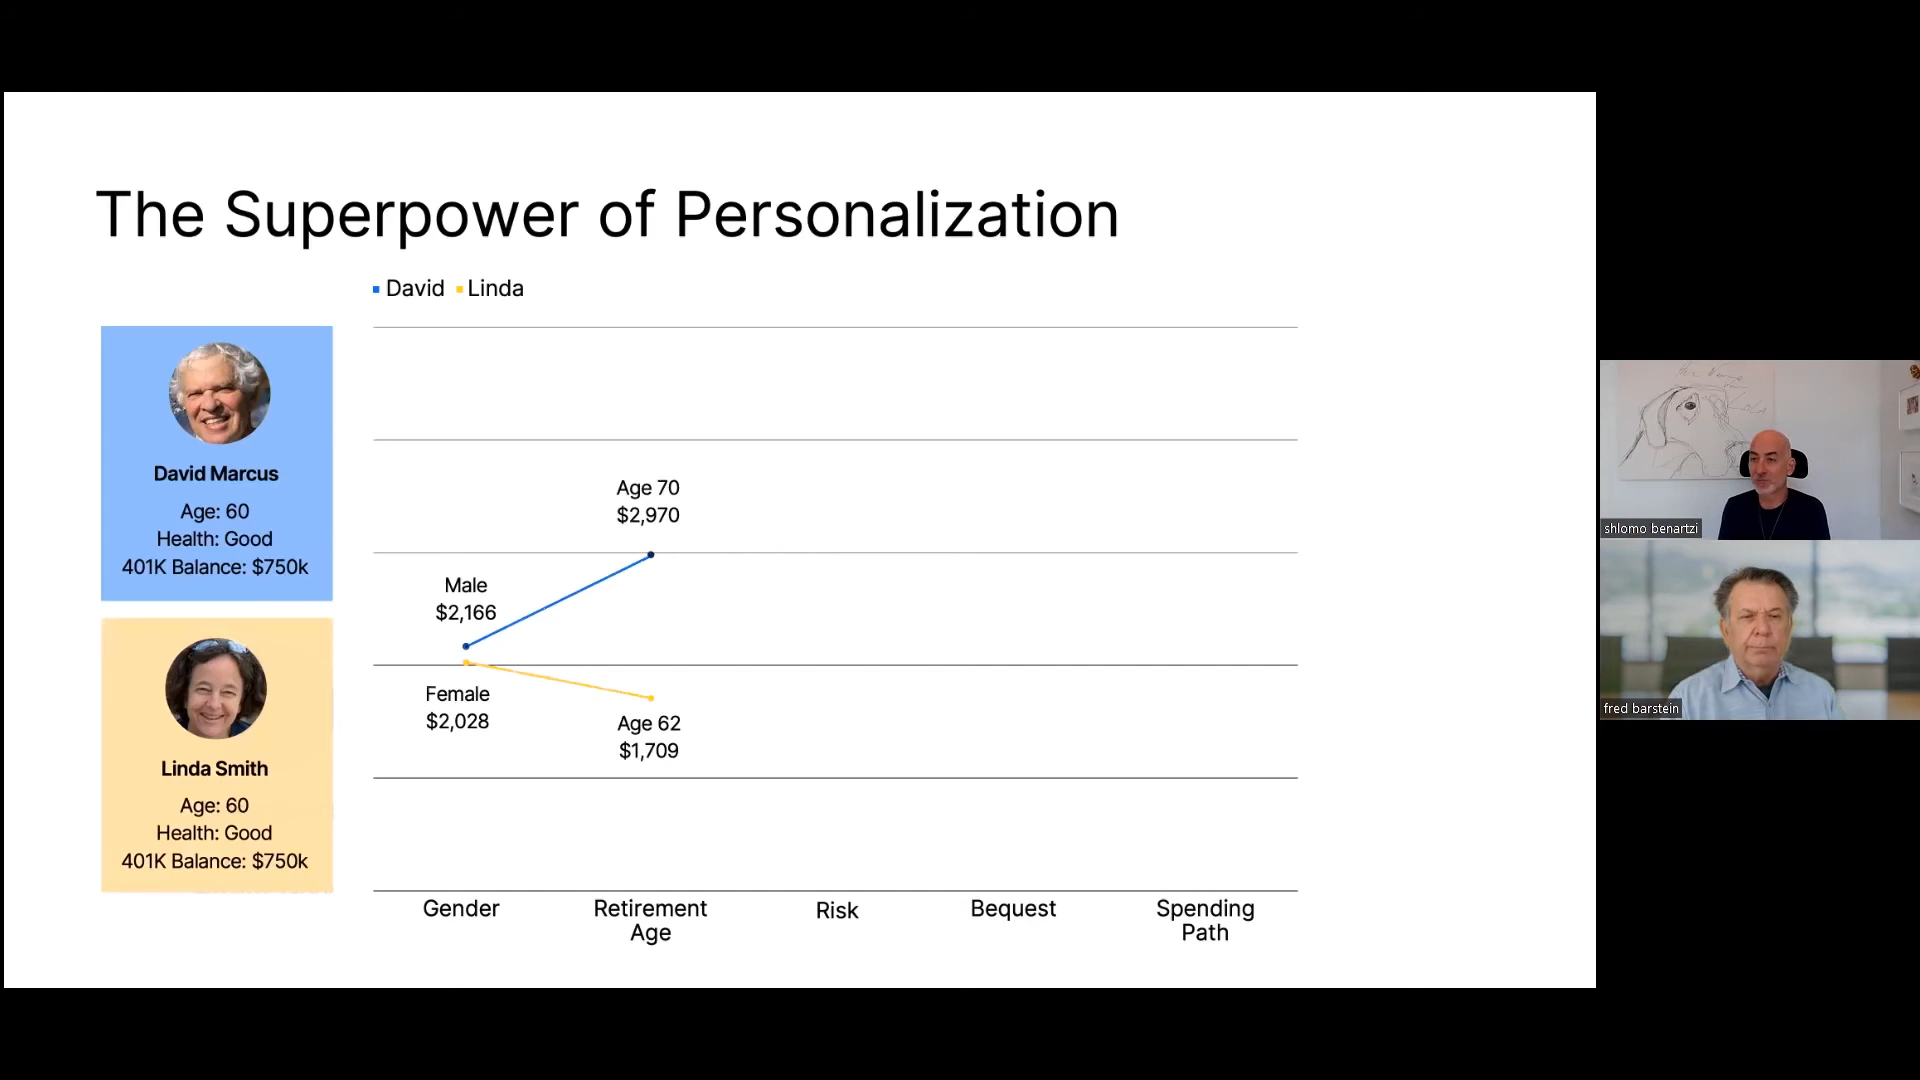 The Superpower of Personalization
David Linda
David Marcus
Age: 60
Health: Good
401K Balance: $750k
Linda Smith
Age: 60
Health: Good
401K Balance: $750k
Male
$2,166
Female
$2,028
Age 70
$2,970
Age 62
$1,709
Gender
Retirement
Age
Risk
Bequest
Spending
Path
shlomo benartzi
fred barstein